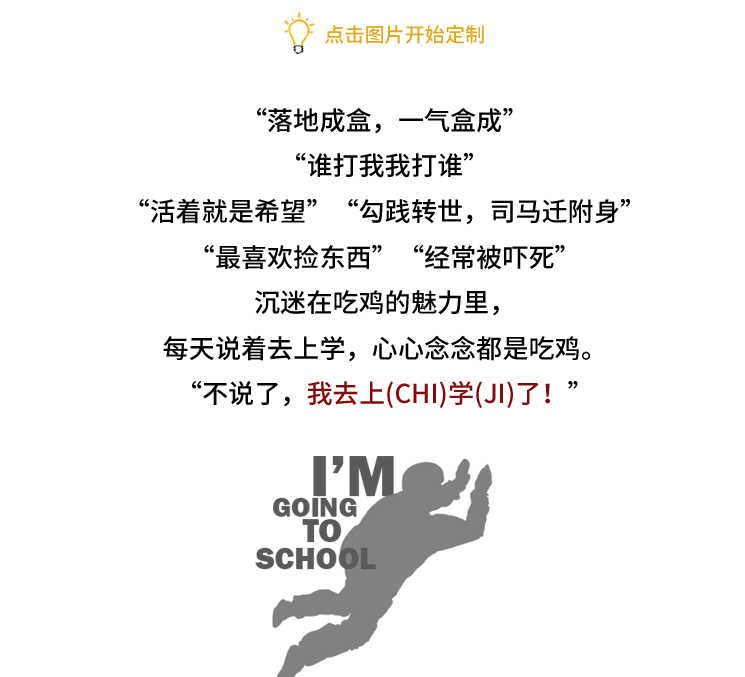 点击图片开始定制
“落地成盒，一气盒成”
“谁打我我打谁”
“活着就是希望” “勾践转世，司马迁附身”
“最喜欢捡东西” “经常被吓死”
沉迷在吃鸡的魅力里，
每天说着去上学，心心念念都是吃鸡。
“不说了，我去上(CHI)学(JI)了！”
I’M
GOING
TO
SCHOOL